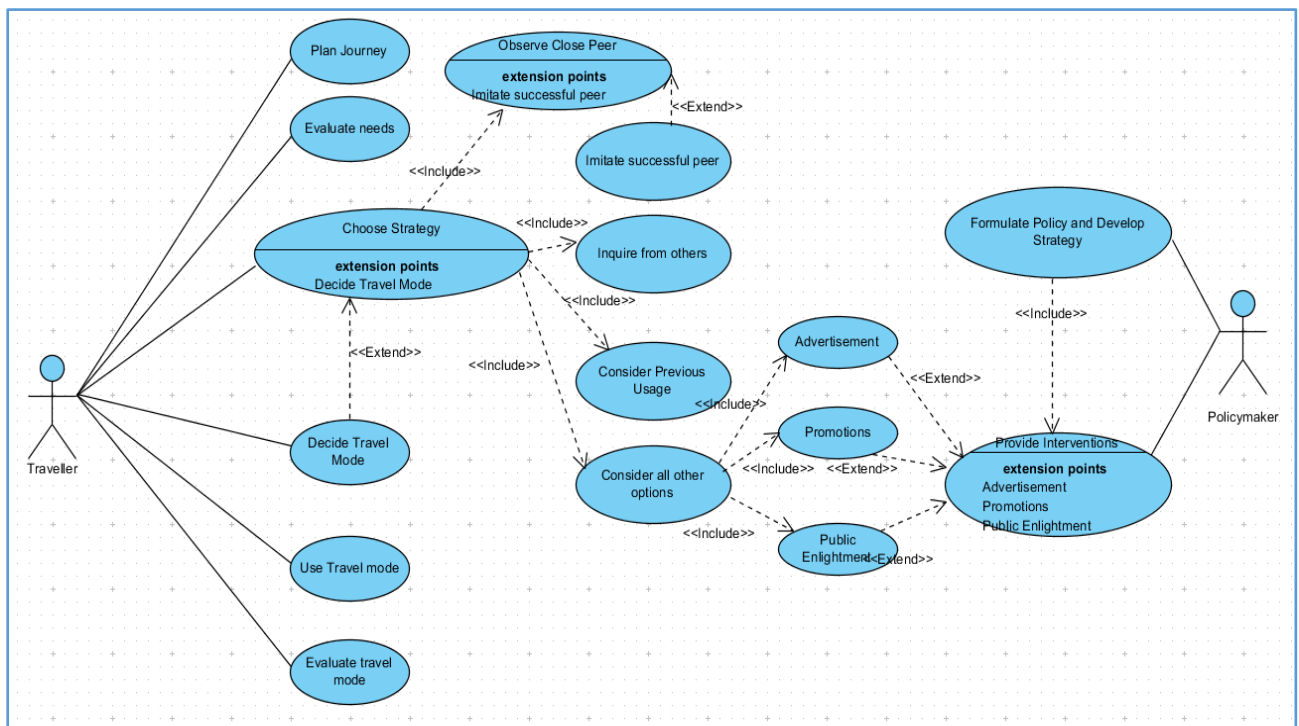 Plan Journey
Observe Close Peer
extension points
Imitate successful peer
<<Extend>>
Evaluate needs
Imitate successful peer
<<Include>>
Choose Strategy
extension points
Decide Travel Mode
<<Include>>
Inquire from others
Formulate Policy and Develop
Strategy
<<Include>>
<<Include>>
<<Extend>>
<<Include>>
Advertisement
Consider Previous
Usage
<<Extend>>
<<Include>>
Policymaker
Decide Travel
Mode
Traveller
Promotions
Provide Interventions
extension points
Advertisement
Promotions
Public Enlightment
Consider all other
options
<<Include>>
<<Extend>>
<<Include>>
Public
Enlightment
<<Extend>>
Use Travel mode
Evaluate travel
mode